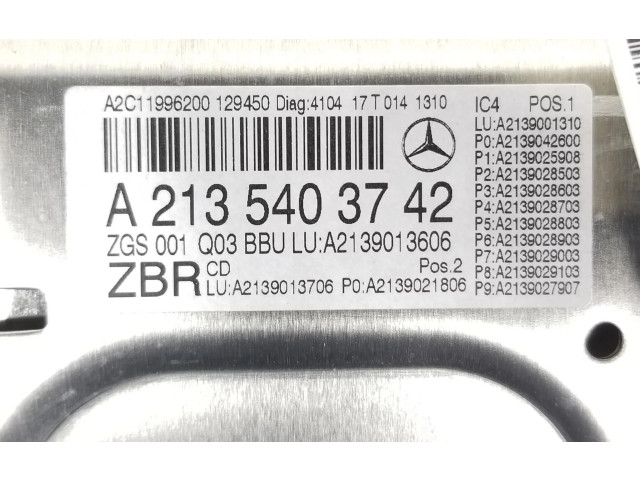 A2C11996200 129450 Diag:4104 17 T 014 1310
A 213 540 37 42
ZGS 001 Q03 BBU LU:A2139013606
ZBR CD Pos.2
LU:A2139013706 P0:A2139021806
IC4 POS.1
LU:A2139001310
P0:A2139042600
P1:A2139025908
P2:A2139028503
P3:A2139028603
P4:A2139028703
P5:A2139028803
P6:A2139028903
P7:A2139029003
P8:A2139029103
P9:A2139027907